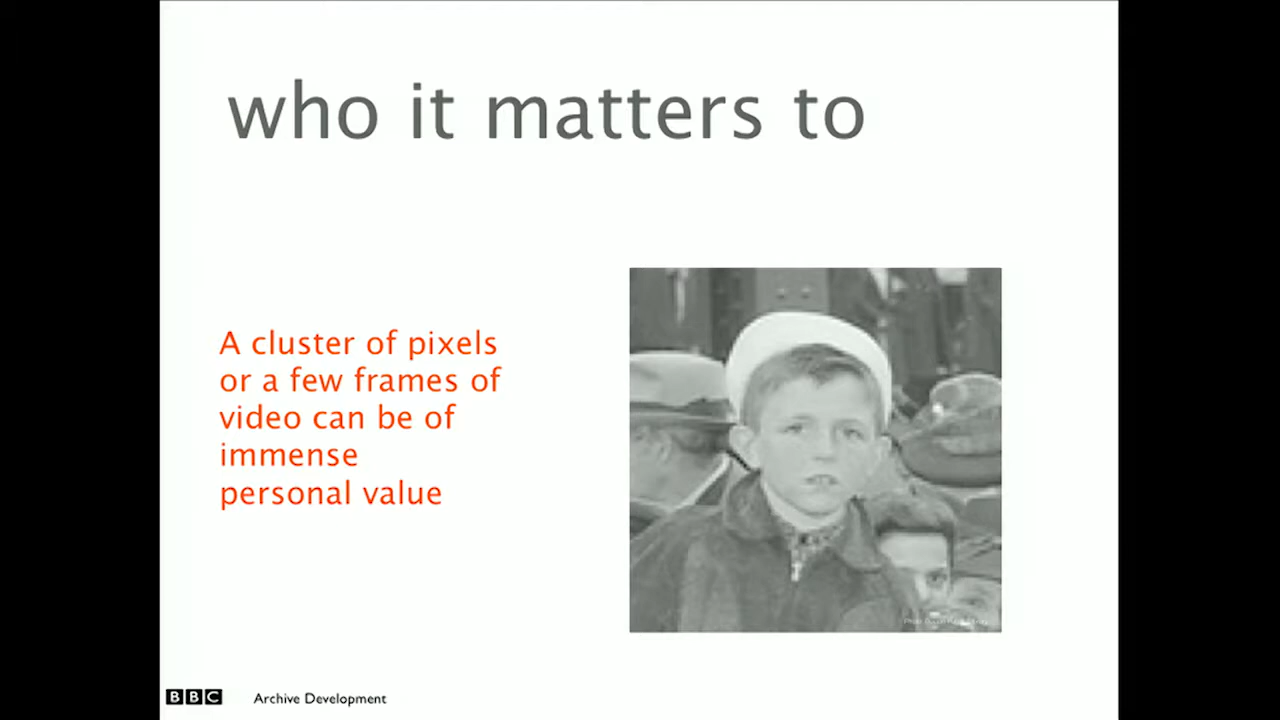 who it matters to
A cluster of pixels
or a few frames of
video can be of
immense
personal value
BBC Archive Development